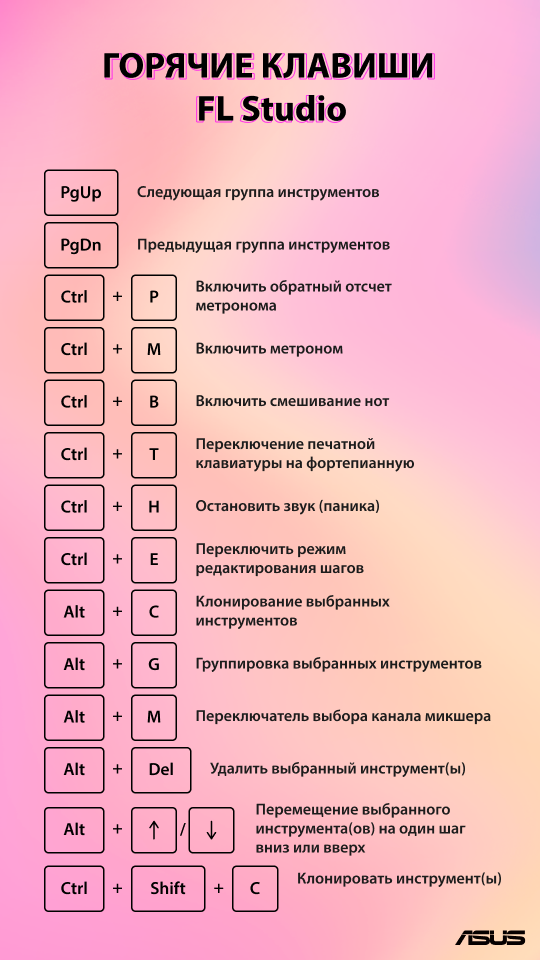 ГОРЯЧИЕ КЛАВИШИ
FL Studio
PgUp Следующая группа инструментов
PgDn Предыдущая группа инструментов
Ctrl + P Включить обратный отсчет
метронома
Ctrl + M Включить метроном
Ctrl + B Включить смешивание нот
Ctrl + T Переключение печатной
клавиатуры на фортепианную
Ctrl + H Остановить звук (паника)
Ctrl + E Переключить режим
редактирования шагов
Alt + C Клонирование выбранных
инструментов
Alt + G Группировка выбранных инструментов
Alt + M Переключатель выбора канала микшера
Alt + Del Удалить выбранный инструмент(ы)
Alt + ↑ / ↓ Перемещение выбранного
инструмента(ов) на один шаг
вниз или вверх
Ctrl + Shift + C Клонировать инструмент(ы)
ASUS